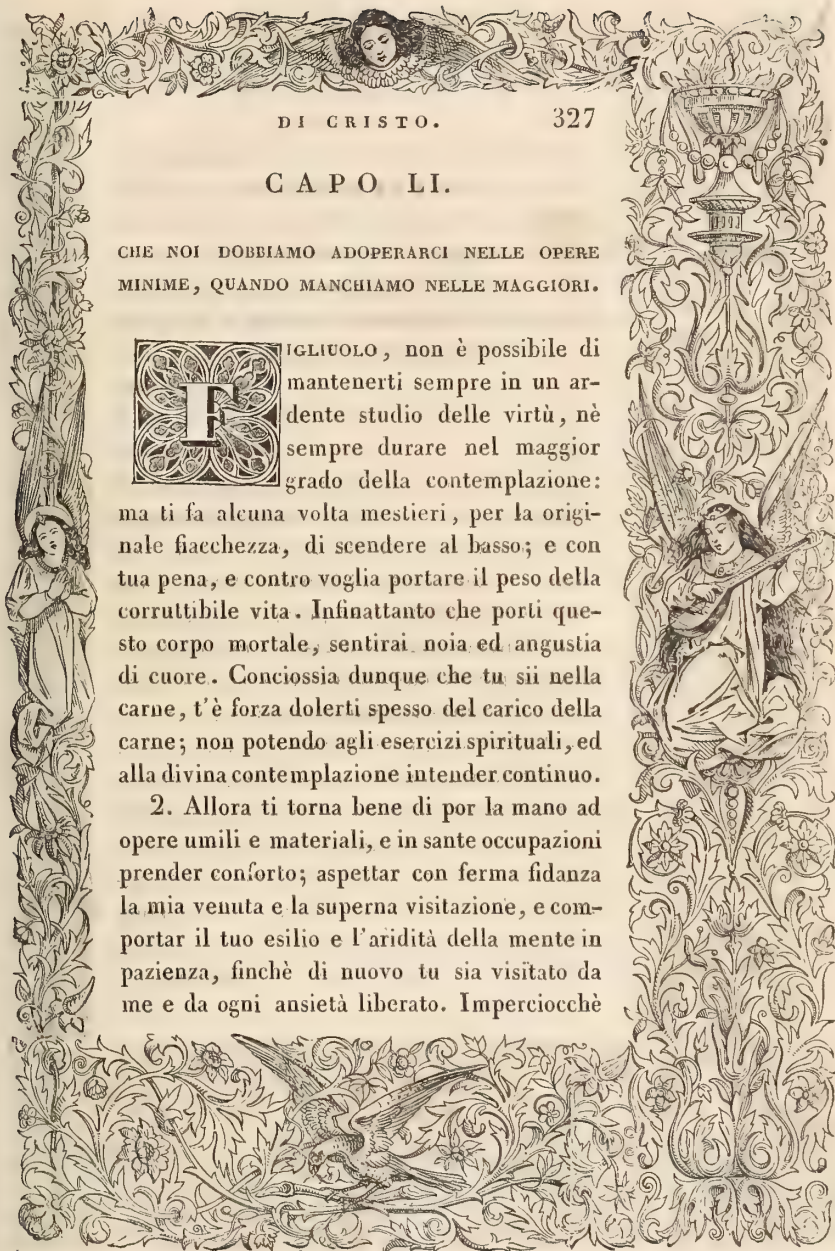 DI CRISTO. 327
CAPO LI.
CHE NOI DOBBIAMO ADOPERARCI NELLE OPERE
MINIME, QUANDO MANCHIAMO NELLE MAGGIORI.
FIGLIUOLO, non è possibile di
mantenerti sempre in un ar-
dente studio delle virtù, nè
sempre durare nel maggior
grado della contemplazione:
ma ti fa alcuna volta mestieri, per la origi-
nale fiacchezza, di scendere al basso; e con
tua pena, e contro voglia portare il peso della
corruttibile vita. Infinattanto che porti que-
sto corpo mortale, sentirai noia ed angustia
di cuore. Conciossia dunque che tu sii nella
carne, t'è forza dolerti spesso del carico della
carne; non potendo agli esercizi spirituali, ed
alla divina contemplazione intender continuo.
2. Allora ti torna bene di por la mano ad
opere umili e materiali, e in sante occupazioni
prender conforto; aspettar con ferma fidanza
la mia venuta e la superna visitazione, e com-
portar il tuo esilio e l'aridità della mente in
pazienza, finchè di nuovo tu sia visitato da
me e da ogni ansietà liberato. Imperciocchè